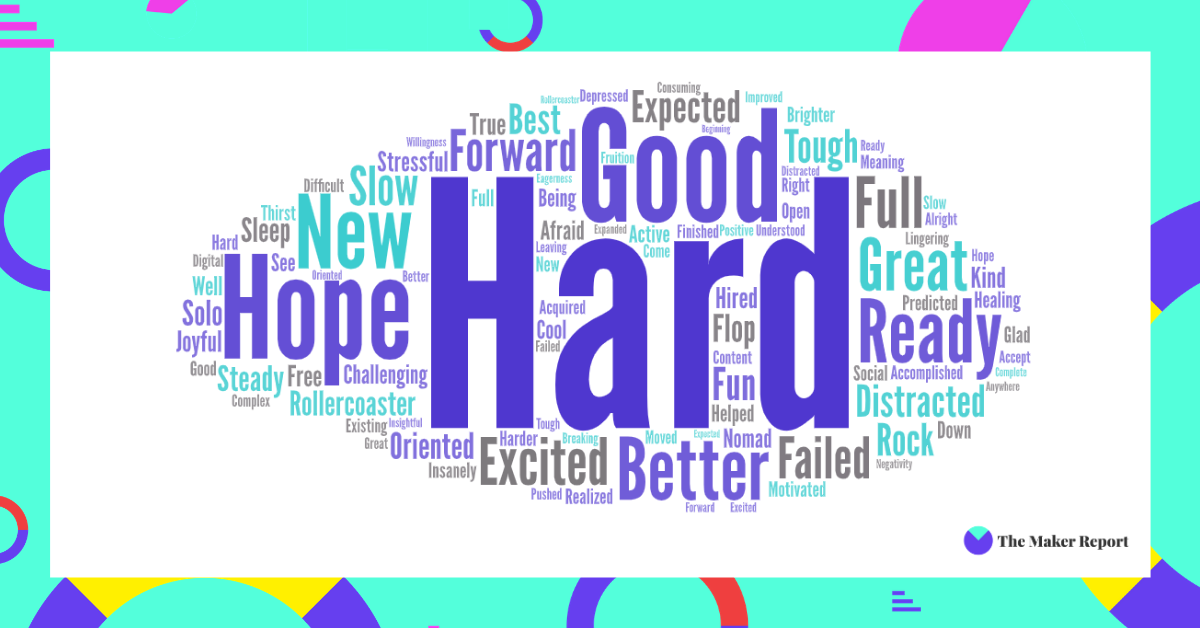 Consuming
Rollercoaster
Depressed
Expected
Improved
True
Best
Good
Beginning
Brighter
Willingness
Stressful
Forward
Fruition
Tough
Ready
Meaning
Difficult
Slow
Full
Eagerness
Being
Distracted
Right
Open
Full
Slow
Alright
Thirst
Sleep
New
Afraid
Expanded
Active
Finished
Positive
Understood
Lingering
Hard
Hard
Leaving
Come
Great
Hope
Kind
Digital
See
Oriented
Better
New
Well
Hope
Solo
Joyful
Acquired
Cool
Failed
Hired
Flop
Content
Fun
Helped
Predicted
Healing
Ready
Glad
Accept
Good
Steady
Free
Challenging
Social
Accomplished
Complete
Anywhere
Complex
Rollercoaster
Distracted
Existing
Insightful
Great
Oriented
Tough
Harder
Breaking
Moved
Expected
Nomad
Rock
Down
Insanely
Excited
Better
Failed
Negativity
Pushed
Realized
Motivated
Forward
Excited
The Maker Report